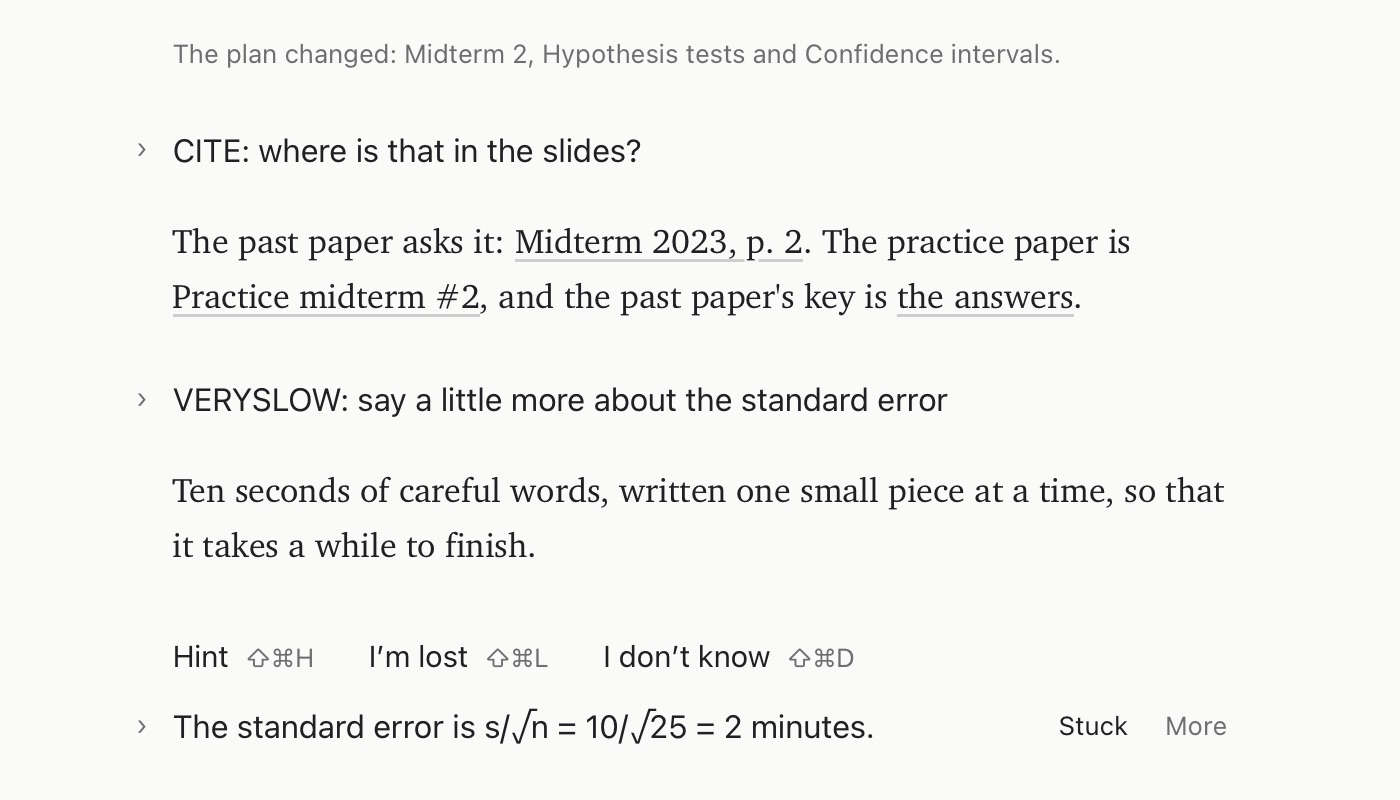 The plan changed: Midterm 2, Hypothesis tests and Confidence intervals.
› CITE: where is that in the slides?
The past paper asks it: Midterm 2023, p. 2. The practice paper is
Practice midterm #2, and the past paper's key is the answers.
› VERYSLOW: say a little more about the standard error
Ten seconds of careful words, written one small piece at a time, so that
it takes a while to finish.
Hint ⇧⌘H I’m lost ⇧⌘L I don’t know ⇧⌘D
› The standard error is s/√n = 10/√25 = 2 minutes. Stuck More